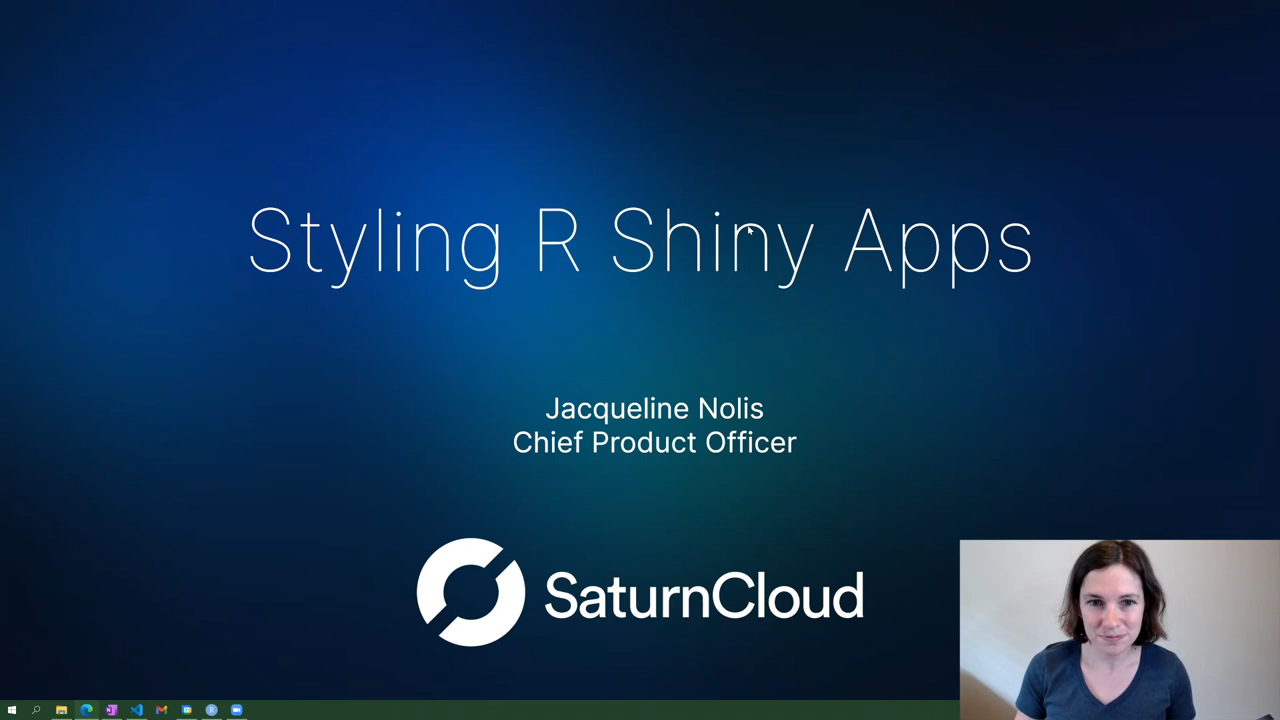 Styling R Shiny Apps
Jacqueline Nolis
Chief Product Officer
SaturnCloud